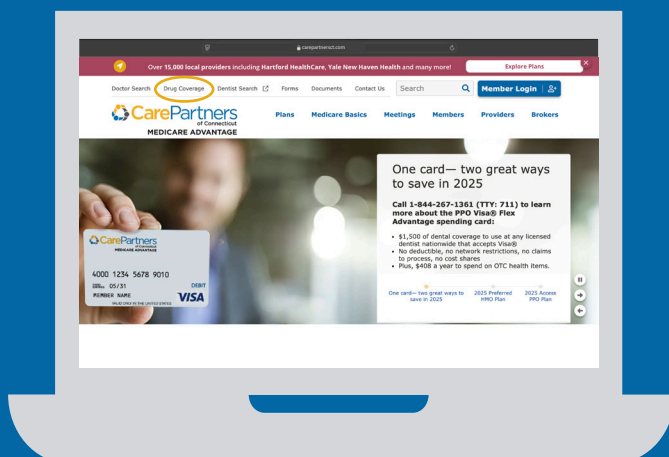 carepartnersct.com
Over 15,000 local providers including Hartford HealthCare, Yale New Haven Health and many more!
Explore Plans
X
Doctor Search
Drug Coverage
Dentist Search
Forms
Documents
Contact Us
Search
Member Login
CarePartners
of Connecticut
MEDICARE ADVANTAGE
Plans
Medicare Basics
Meetings
Members
Providers
Brokers
One card— two great ways
to save in 2025
Call 1-844-267-1361 (TTY: 711) to learn
more about the PPO Visa® Flex
Advantage spending
card:
• $1,500 of dental coverage to use at any licensed
dentist nationwide that accepts Visa®
• No deductible, no network restrictions, no claims
to process, no cost shares
• Plus, $408 a year to spend on OTC health items.
One card— two great ways to
save in 2025
2025 Preferred
HMO Plan
2025 Access
PPO Plan
CarePartners
MEDICARE ADVANTAGE
4000 1234 5678 9010
05/31
DEBIT
MEMBER NAME
VISA
VALID ONLY IN THE UNITED STATES